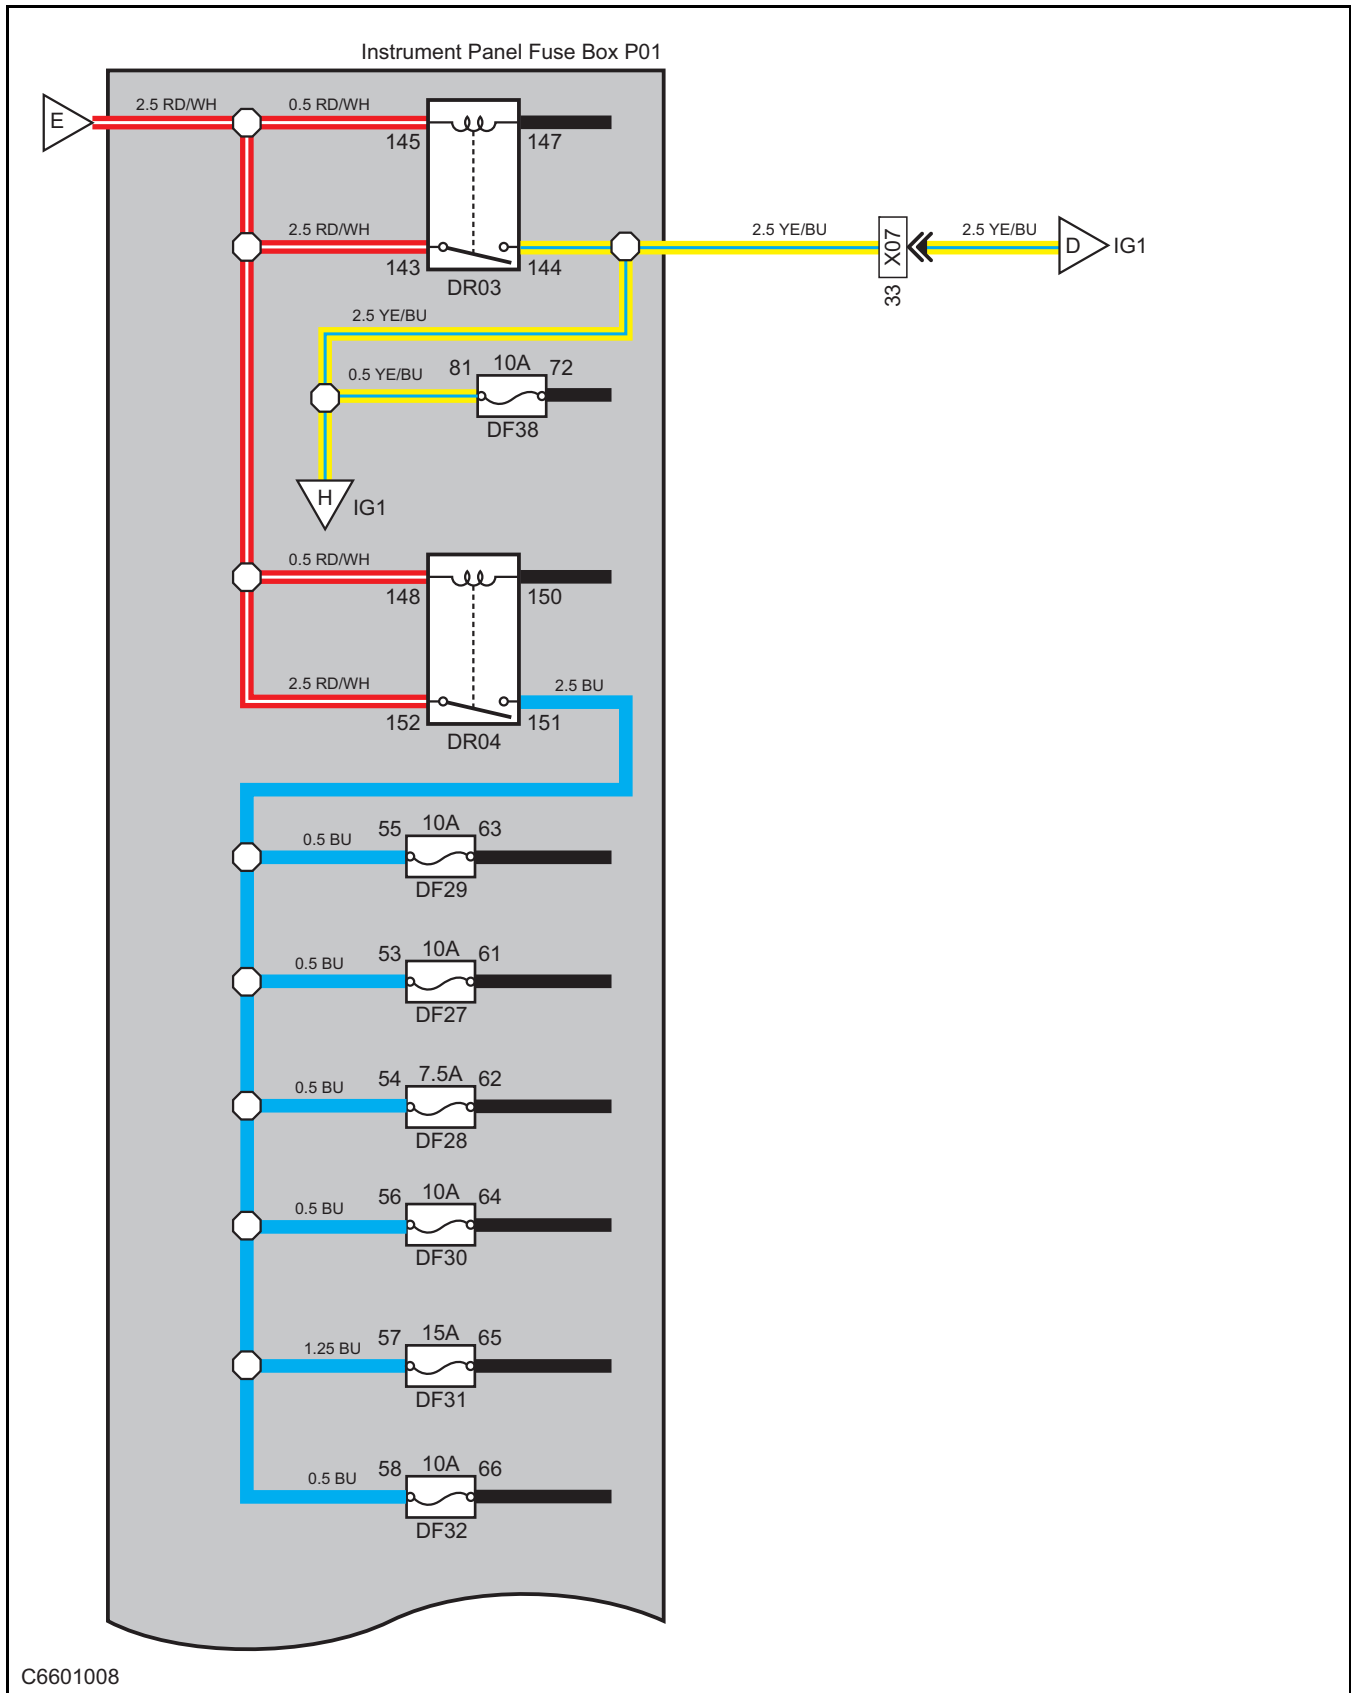 Instrument Panel Fuse Box P01
E
2.5 RD/WH
0.5 RD/WH
145
147
2.5 RD/WH
143
144
DR03
2.5 YE/BU
X07
33
2.5 YE/BU
D
IG1
2.5 YE/BU
0.5 YE/BU
81
10A
72
DF38
H
IG1
0.5 RD/WH
148
150
2.5 RD/WH
152
2.5 BU
151
DR04
0.5 BU
55
10A
63
DF29
0.5 BU
53
10A
61
DF27
0.5 BU
54
7.5A
62
DF28
0.5 BU
56
10A
64
DF30
1.25 BU
57
15A
65
DF31
0.5 BU
58
10A
66
DF32
C6601008